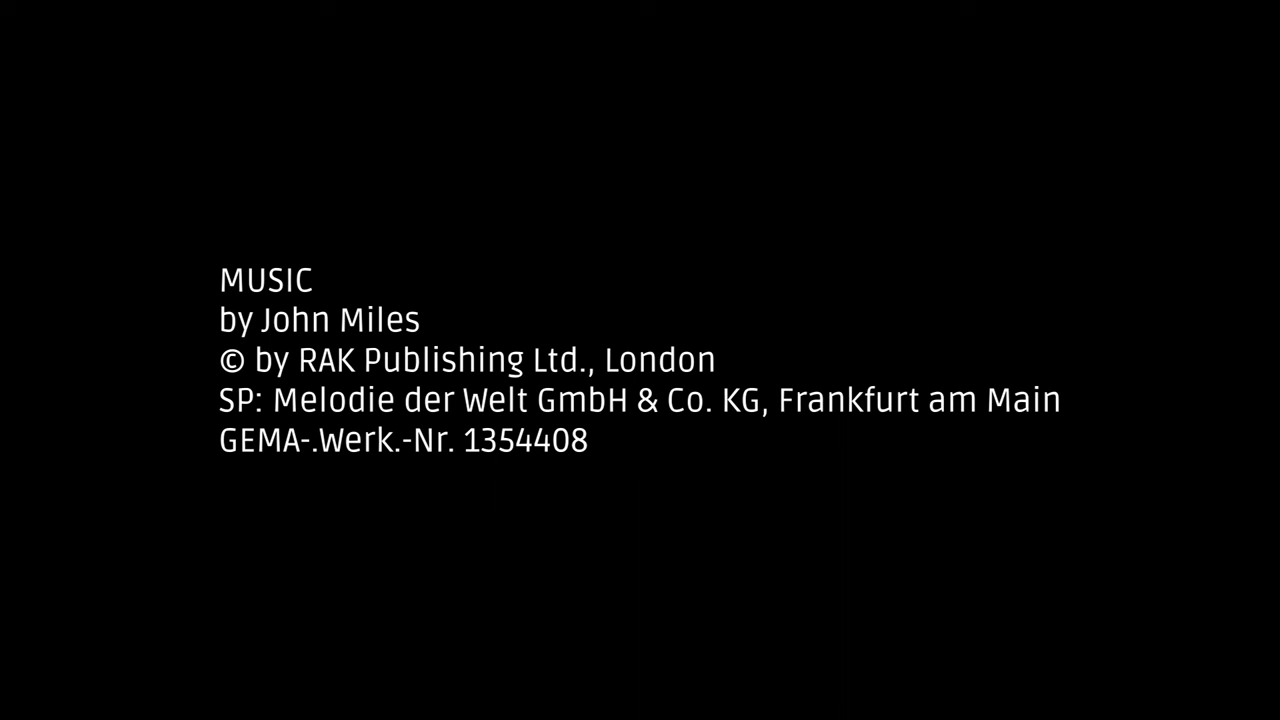 MUSIC
by John Miles
© by RAK Publishing Ltd., London
SP: Melodie der Welt GmbH & Co. KG, Frankfurt am Main
GEMA-.Werk.-Nr. 1354408